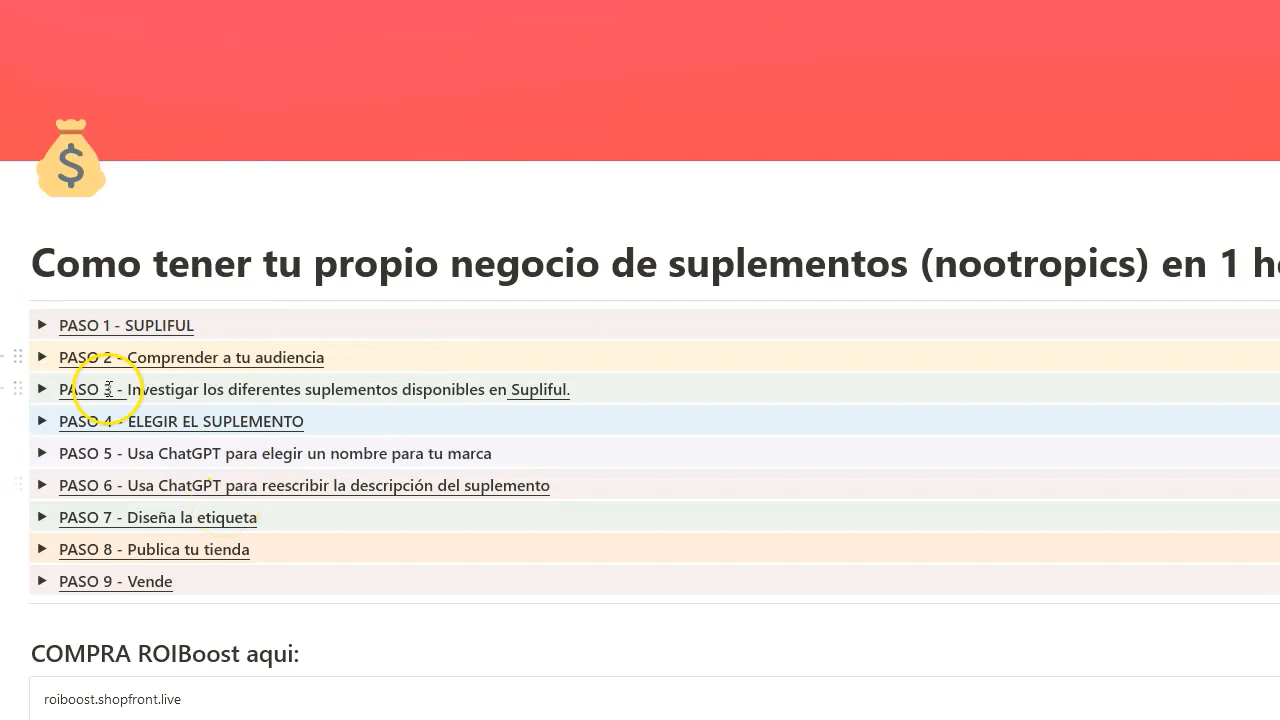 Como tener tu propio negocio de suplementos (nootropics) en 1
PASO 1 - SUPLIFUL
PASO 2 - Comprender a tu audiencia
PASO 3 - Investigar los diferentes suplementos disponibles en Supliful.
PASO 4 - ELEGIR EL SUPLEMENTO
PASO 5 - Usa ChatGPT para elegir un nombre para tu marca
PASO 6 - Usa ChatGPT para reescribir la descripción del suplemento
PASO 7 - Diseña la etiqueta
PASO 8 - Publica tu tienda
PASO 9 - Vende
COMPRA ROIBoost aqui:
roiboost.shopfront.live